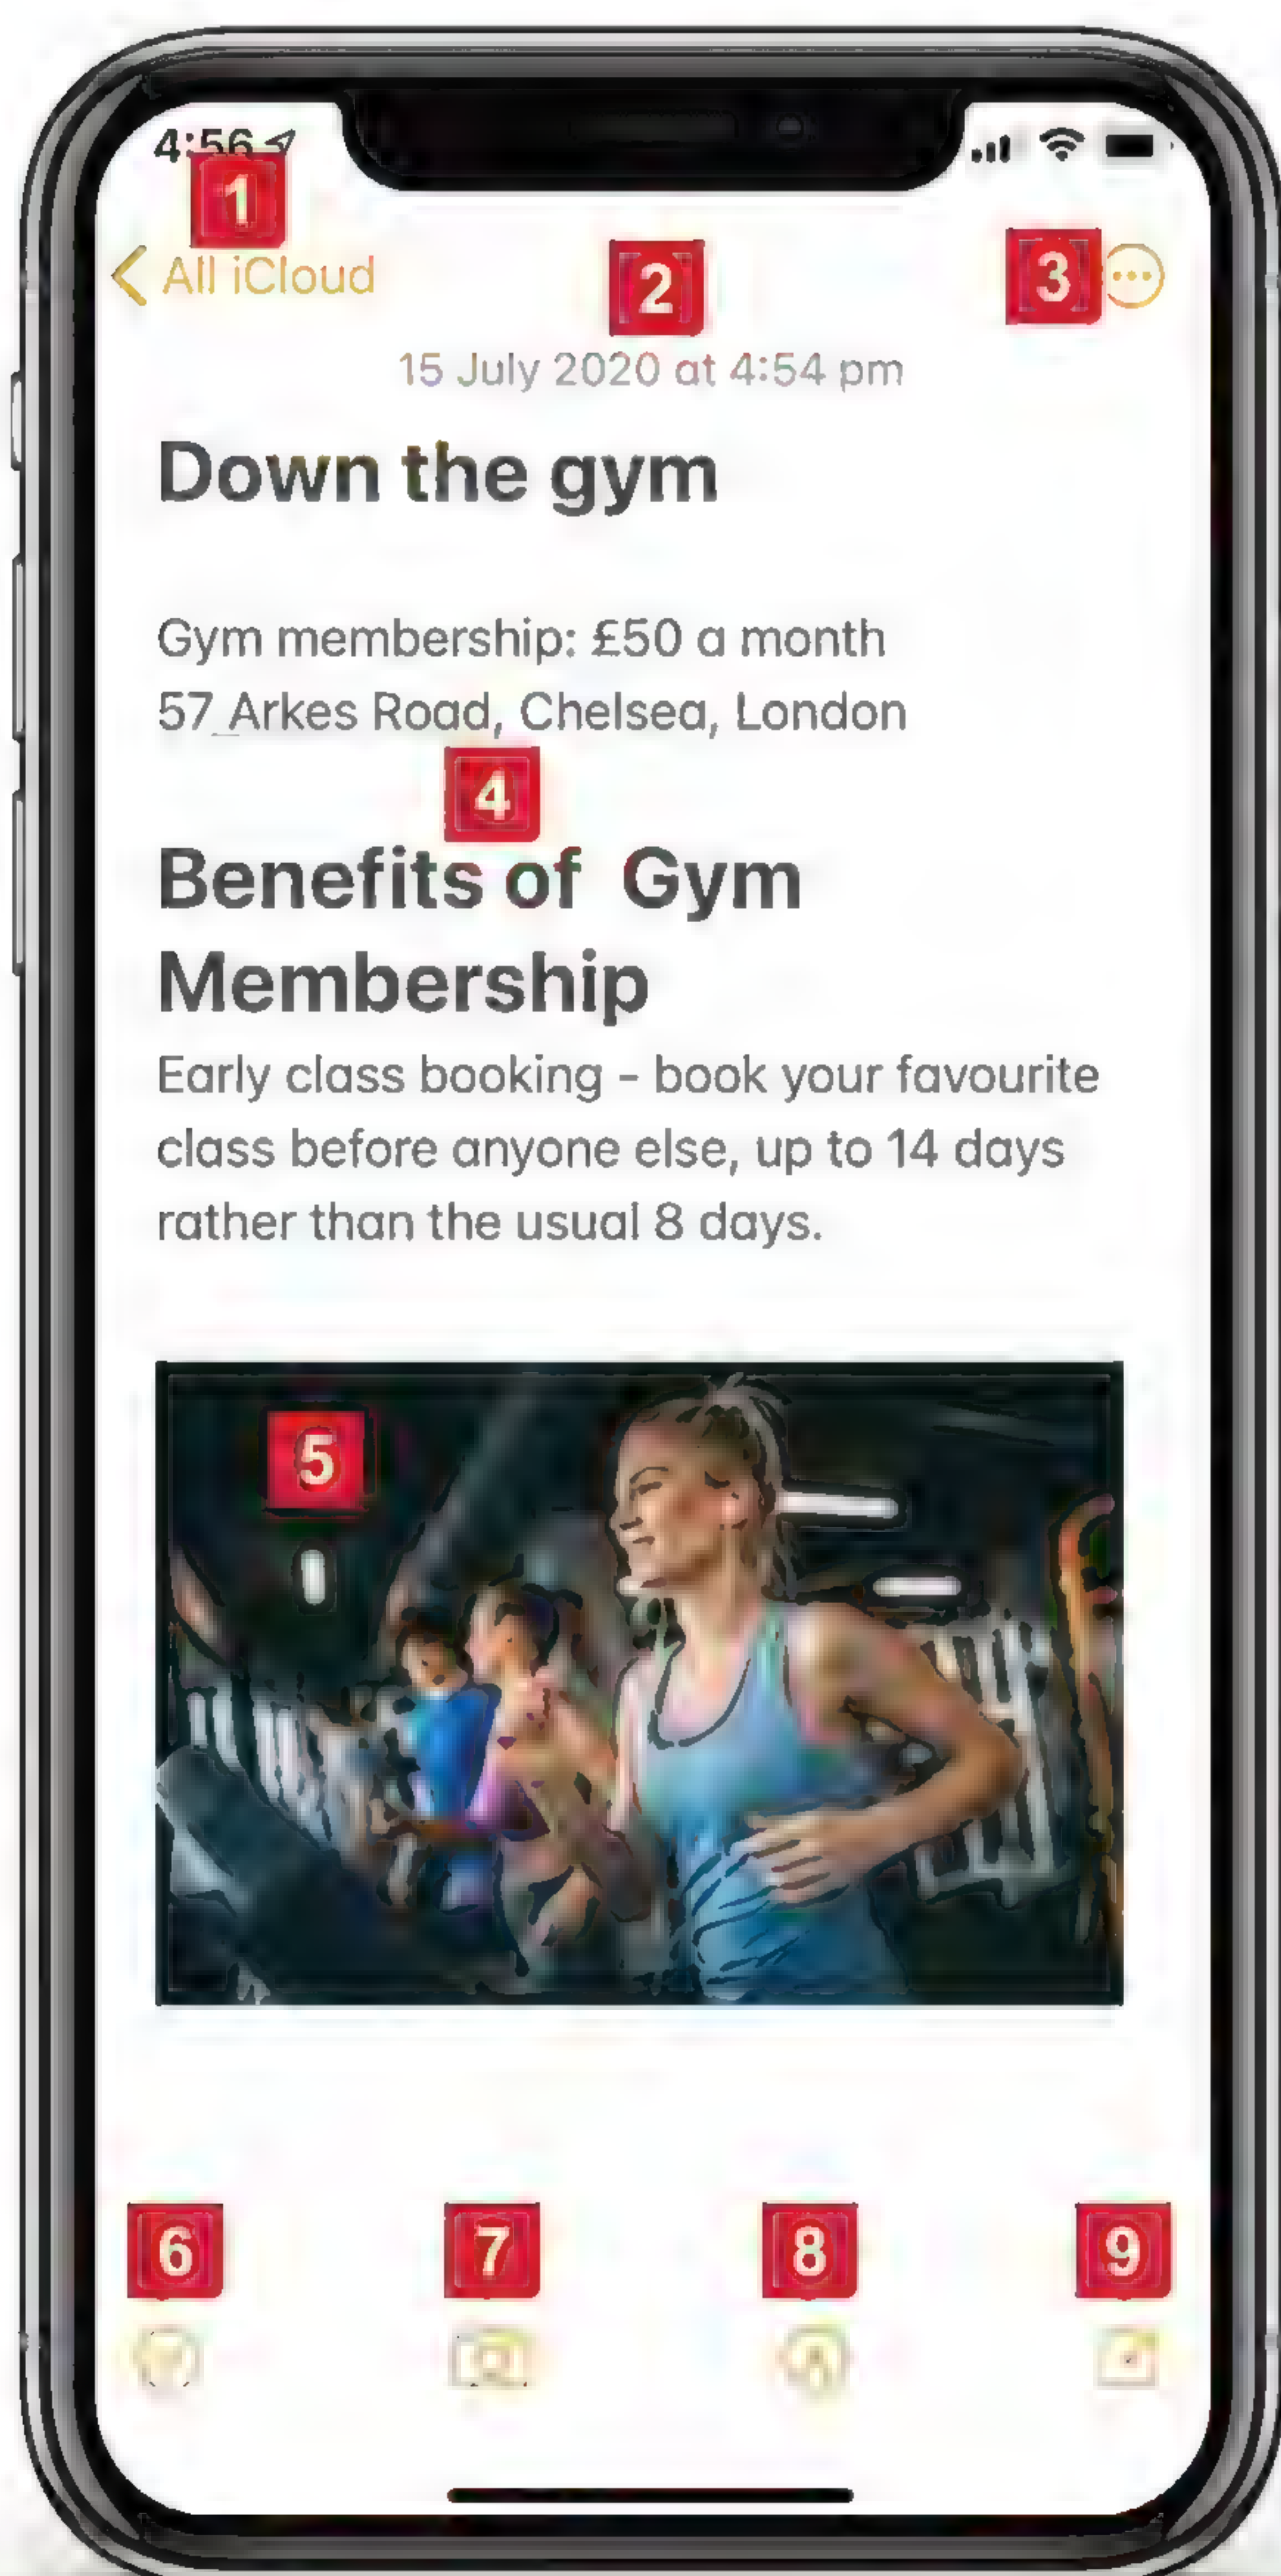 4:56
1
All iCloud
2
3
15 July 2020 at 4:54 pm
Down the gym
Gym membership: £50 a month
57 Arkes Road, Chelsea, London
4
Benefits of Gym
Membership
Early class booking - book your favourite
class before anyone else, up to 14 days
rather than the usual 8 days.
5
6
7
8
9